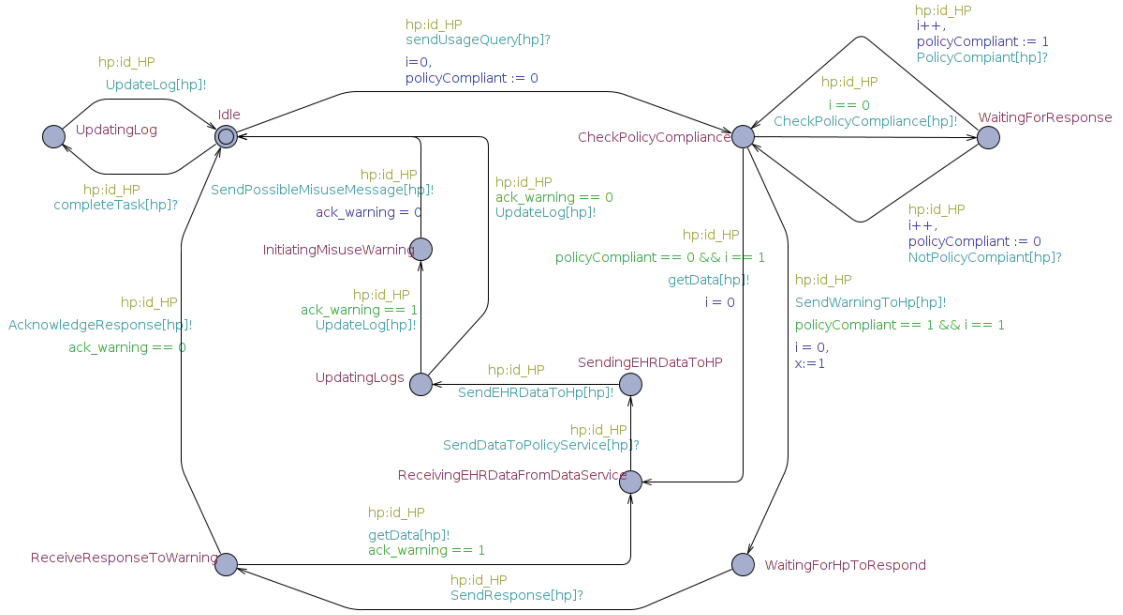 hp:id_HP
sendUsageQuery[hp]?
i=0,
policyCompliant := 0
hp:id_HP
i++,
policyCompliant := 1
PolicyCompiant[hp]?
hp:id_HP
UpdateLog[hp]!
hp:id_HP
i == 0
CheckPolicyCompliance[hp]!
Idle
UpdatingLog
CheckPolicyCompliance
WaitingForResponse
hp:id_HP
completeTask[hp]?
hp:id_HP
SendPossibleMisuseMessage[hp]!
ack_warning = 0
hp:id_HP
ack_warning == 0
UpdateLog[hp]!
hp:id_HP
i++,
policyCompliant := 0
NotPolicyCompiant[hp]?
InitiatingMisuseWarning
hp:id_HP
policyCompliant == 0 && i == 1
getData[hp]!
i = 0
hp:id_HP
SendWarningToHp[hp]!
policyCompliant == 1 && i == 1
i = 0,
x:=1
hp:id_HP
AcknowledgeResponse[hp]!
ack_warning == 0
hp:id_HP
ack_warning == 1
UpdateLog[hp]!
UpdatingLogs
hp:id_HP
SendEHRDataToHp[hp]!
SendingEHRDataToHP
hp:id_HP
SendDataToPolicyService[hp]?
ReceivingEHRDataFromDataService
hp:id_HP
getData[hp]!
ack_warning == 1
ReceiveResponseToWarning
WaitingForHpToRespond
hp:id_HP
SendResponse[hp]?